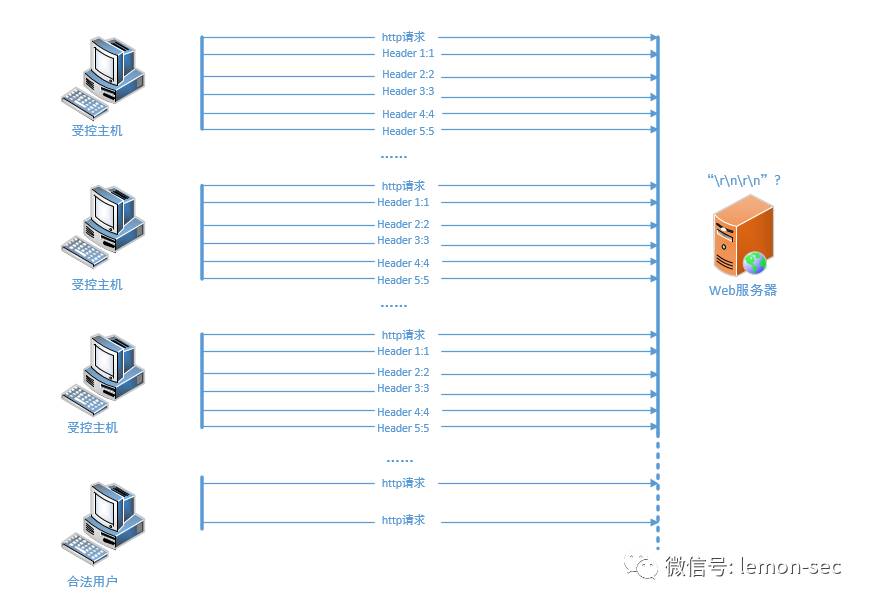 http请求
Header 1:1
Header 2:2
Header 3:3
Header 4:4
Header 5:5
受控主机
……
http请求
Header 1:1
Header 2:2
Header 3:3
Header 4:4
Header 5:5
受控主机
……
“\r\n\r\n”?
Web服务器
http请求
Header 1:1
Header 2:2
Header 3:3
Header 4:4
Header 5:5
受控主机
……
http请求
http请求
合法用户
微信号: lemon-sec